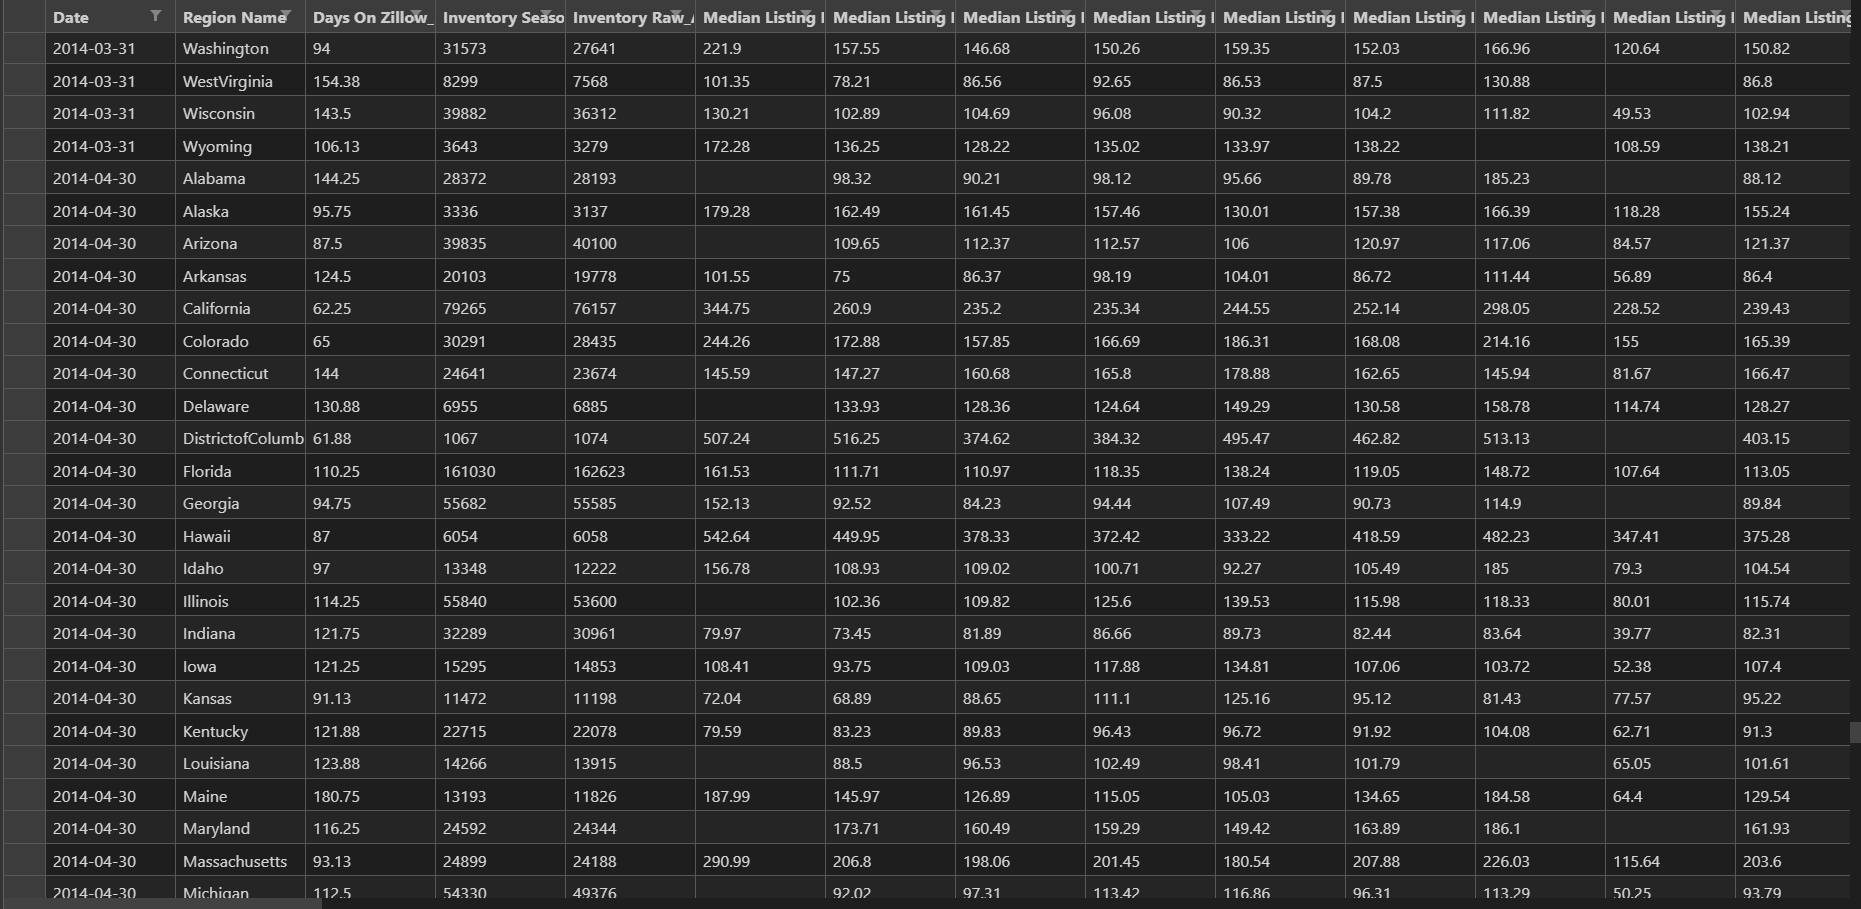 Date Region Name Days On Zillow_ Inventory Seaso Inventory Raw_ Median Listing Median Listing Median Listing Median Listing Median Listing Median Listing Median Listing Median Listing Median Listing
2014-03-31 Washington 94 31573 27641 221.9 157.55 146.68 150.26 159.35 152.03 166.96 120.64 150.82
2014-03-31 WestVirginia 154.38 8299 7568 101.35 78.21 86.56 92.65 86.53 87.5 130.88 86.8
2014-03-31 Wisconsin 143.5 39882 36312 130.21 102.89 104.69 96.08 90.32 104.2 111.82 49.53 102.94
2014-03-31 Wyoming 106.13 3643 3279 172.28 136.25 128.22 135.02 133.97 138.22 108.59 138.21
2014-04-30 Alabama 144.25 28372 28193 98.32 90.21 98.12 95.66 89.78 185.23 88.12
2014-04-30 Alaska 95.75 3336 3137 179.28 162.49 161.45 157.46 130.01 157.38 166.39 118.28 155.24
2014-04-30 Arizona 87.5 39835 40100 109.65 112.37 112.57 106 120.97 117.06 84.57 121.37
2014-04-30 Arkansas 124.5 20103 19778 101.55 75 86.37 98.19 104.01 86.72 111.44 56.89 86.4
2014-04-30 California 62.25 79265 76157 344.75 260.9 235.2 235.34 244.55 252.14 298.05 228.52 239.43
2014-04-30 Colorado 65 30291 28435 244.26 172.88 157.85 166.69 186.31 168.08 214.16 155 165.39
2014-04-30 Connecticut 144 24641 23674 145.59 147.27 160.68 165.8 178.88 162.65 145.94 81.67 166.47
2014-04-30 Delaware 130.88 6955 6885 133.93 128.36 124.64 149.29 130.58 158.78 114.74 128.27
2014-04-30 DistrictofColumb 61.88 1067 1074 507.24 516.25 374.62 384.32 495.47 462.82 513.13 403.15
2014-04-30 Florida 110.25 161030 162623 161.53 111.71 110.97 118.35 138.24 119.05 148.72 107.64 113.05
2014-04-30 Georgia 94.75 55682 55585 152.13 92.52 84.23 94.44 107.49 90.73 114.9 89.84
2014-04-30 Hawaii 87 6054 6058 542.64 449.95 378.33 372.42 333.22 418.59 482.23 347.41 375.28
2014-04-30 Idaho 97 13348 12222 156.78 108.93 109.02 100.71 92.27 105.49 185 79.3 104.54
2014-04-30 Illinois 114.25 55840 53600 102.36 109.82 125.6 139.53 115.98 118.33 80.01 115.74
2014-04-30 Indiana 121.75 32289 30961 79.97 73.45 81.89 86.66 89.73 82.44 83.64 39.77 82.31
2014-04-30 Iowa 121.25 15295 14853 108.41 93.75 109.03 117.88 134.81 107.06 103.72 52.38 107.4
2014-04-30 Kansas 91.13 11472 11198 72.04 68.89 88.65 111.1 125.16 95.12 81.43 77.57 95.22
2014-04-30 Kentucky 121.88 22715 22078 79.59 83.23 89.83 96.43 96.72 91.92 104.08 62.71 91.3
2014-04-30 Louisiana 123.88 14266 13915 88.5 96.53 102.49 98.41 101.79 65.05 101.61
2014-04-30 Maine 180.75 13193 11826 187.99 145.97 126.89 115.05 105.03 134.65 184.58 64.4 129.54
2014-04-30 Maryland 116.25 24592 24344 173.71 160.49 159.29 149.42 163.89 186.1 161.93
2014-04-30 Massachusetts 93.13 24899 24188 290.99 206.8 198.06 201.45 180.54 207.88 226.03 115.64 203.6
2014-04-30 Michigan 112.5 54330 49376 92.02 97.31 113.42 116.86 96.31 113.29 50.25 93.79